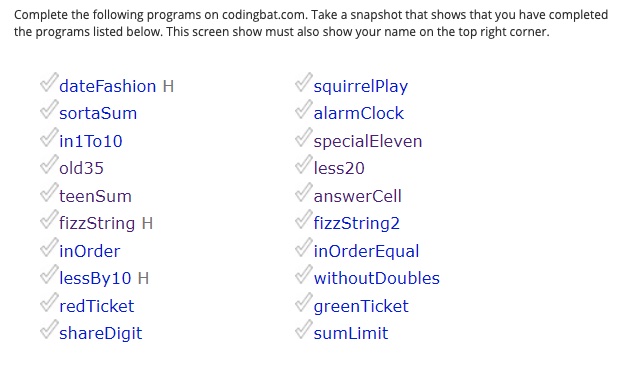 Complete the following programs on codingbat.com. Take a snapshot that shows that you have completed
the programs listed below. This screen show must also show your name on the top right corner.
dateFashion H squirrelPlay
sortaSum alarmClock
in1To10 specialEleven
old35 less20
teenSum answerCell
fizzString H fizzString2
inOrder inOrderEqual
lessBy10 H withoutDoubles
redTicket greenTicket
shareDigit sumLimit